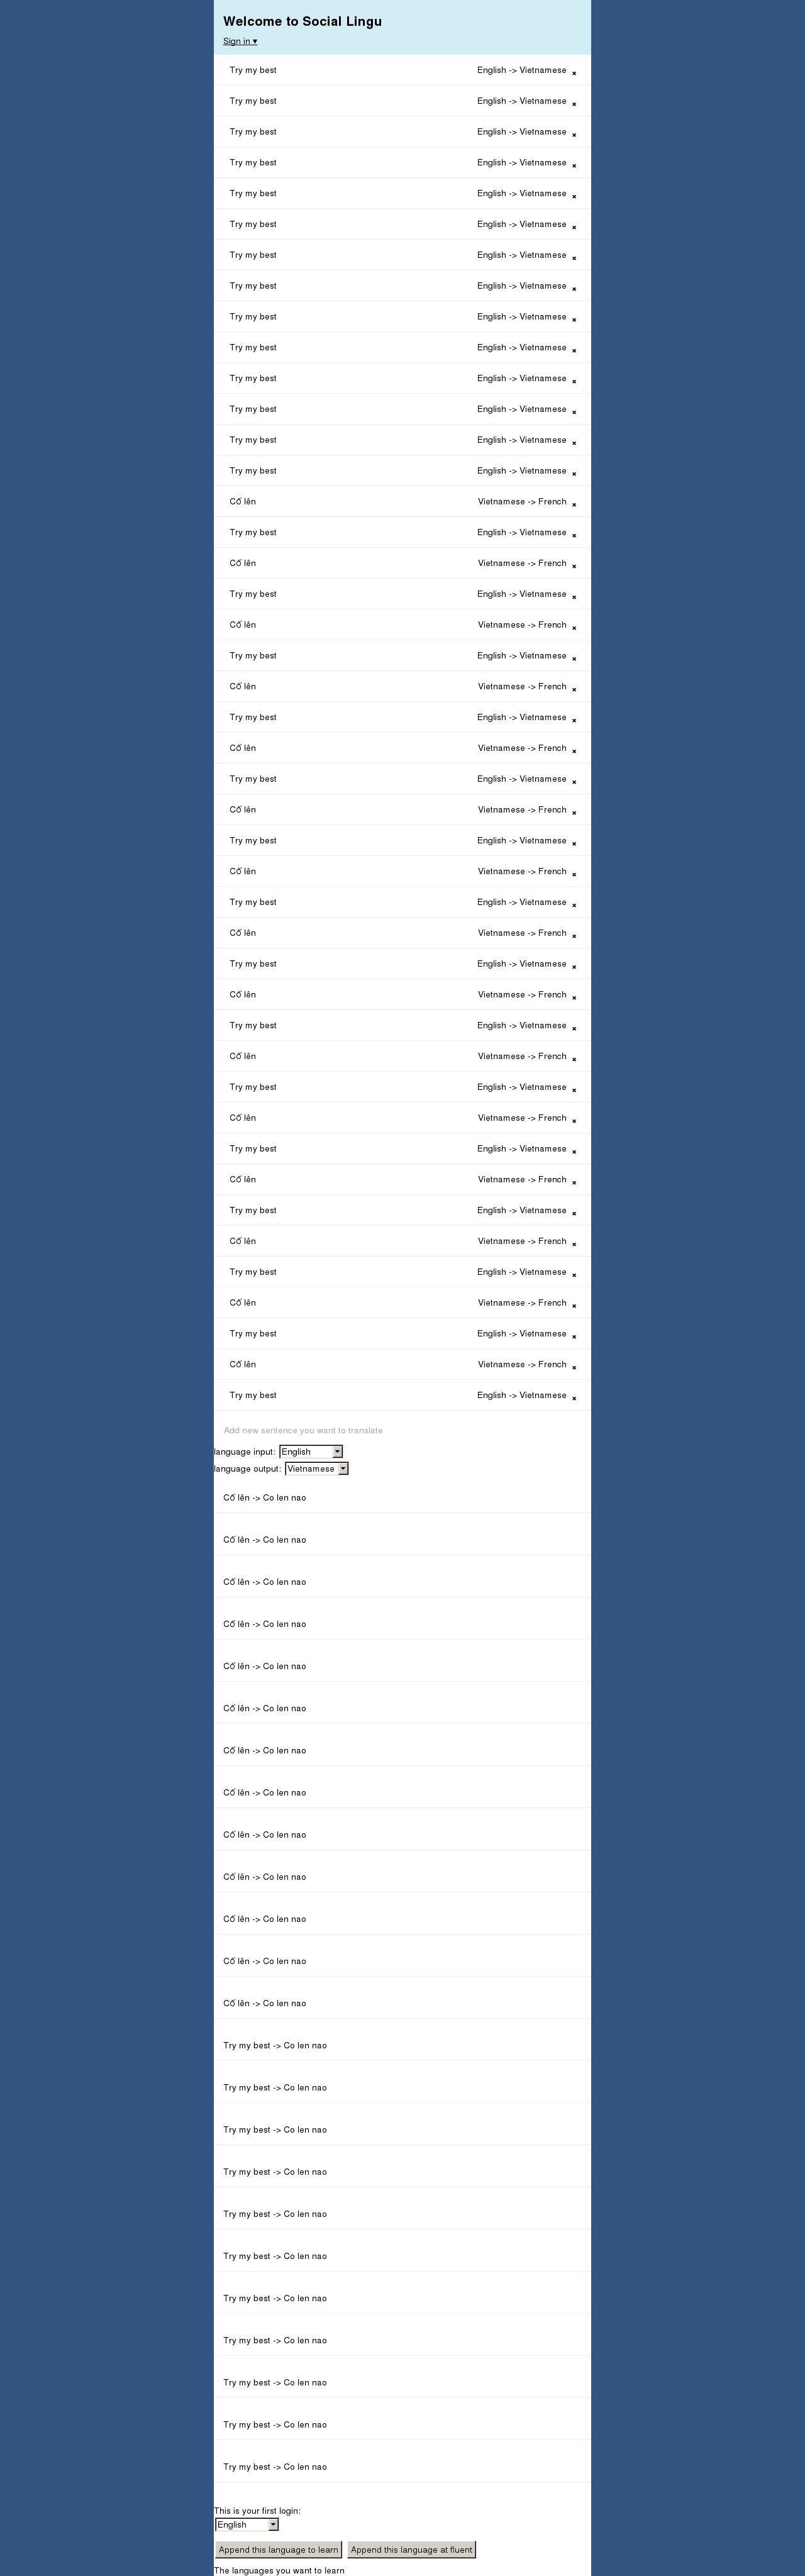 Welcome to Social Lingu
Sign in ▾
Try my best English -> Vietnamese ✖
Try my best English -> Vietnamese ✖
Try my best English -> Vietnamese ✖
Try my best English -> Vietnamese ✖
Try my best English -> Vietnamese ✖
Try my best English -> Vietnamese ✖
Try my best English -> Vietnamese ✖
Try my best English -> Vietnamese ✖
Try my best English -> Vietnamese ✖
Try my best English -> Vietnamese ✖
Try my best English -> Vietnamese ✖
Try my best English -> Vietnamese ✖
Try my best English -> Vietnamese ✖
Try my best English -> Vietnamese ✖
Cố lên Vietnamese -> French ✖
Try my best English -> Vietnamese ✖
Cố lên Vietnamese -> French ✖
Try my best English -> Vietnamese ✖
Cố lên Vietnamese -> French ✖
Try my best English -> Vietnamese ✖
Cố lên Vietnamese -> French ✖
Try my best English -> Vietnamese ✖
Cố lên Vietnamese -> French ✖
Try my best English -> Vietnamese ✖
Cố lên Vietnamese -> French ✖
Try my best English -> Vietnamese ✖
Cố lên Vietnamese -> French ✖
Try my best English -> Vietnamese ✖
Cố lên Vietnamese -> French ✖
Try my best English -> Vietnamese ✖
Cố lên Vietnamese -> French ✖
Try my best English -> Vietnamese ✖
Cố lên Vietnamese -> French ✖
Try my best English -> Vietnamese ✖
Cố lên Vietnamese -> French ✖
Try my best English -> Vietnamese ✖
Cố lên Vietnamese -> French ✖
Try my best English -> Vietnamese ✖
Cố lên Vietnamese -> French ✖
Try my best English -> Vietnamese ✖
Cố lên Vietnamese -> French ✖
Try my best English -> Vietnamese ✖
Cố lên Vietnamese -> French ✖
Try my best English -> Vietnamese ✖
Add new sentence you want to translate
language input: English
language output: Vietnamese
Cố lên -> Co len nao
Cố lên -> Co len nao
Cố lên -> Co len nao
Cố lên -> Co len nao
Cố lên -> Co len nao
Cố lên -> Co len nao
Cố lên -> Co len nao
Cố lên -> Co len nao
Cố lên -> Co len nao
Cố lên -> Co len nao
Cố lên -> Co len nao
Cố lên -> Co len nao
Cố lên -> Co len nao
Try my best -> Co len nao
Try my best -> Co len nao
Try my best -> Co len nao
Try my best -> Co len nao
Try my best -> Co len nao
Try my best -> Co len nao
Try my best -> Co len nao
Try my best -> Co len nao
Try my best -> Co len nao
Try my best -> Co len nao
Try my best -> Co len nao
This is your first login:
English
Append this language to learn Append this language at fluent
The languages you want to learn